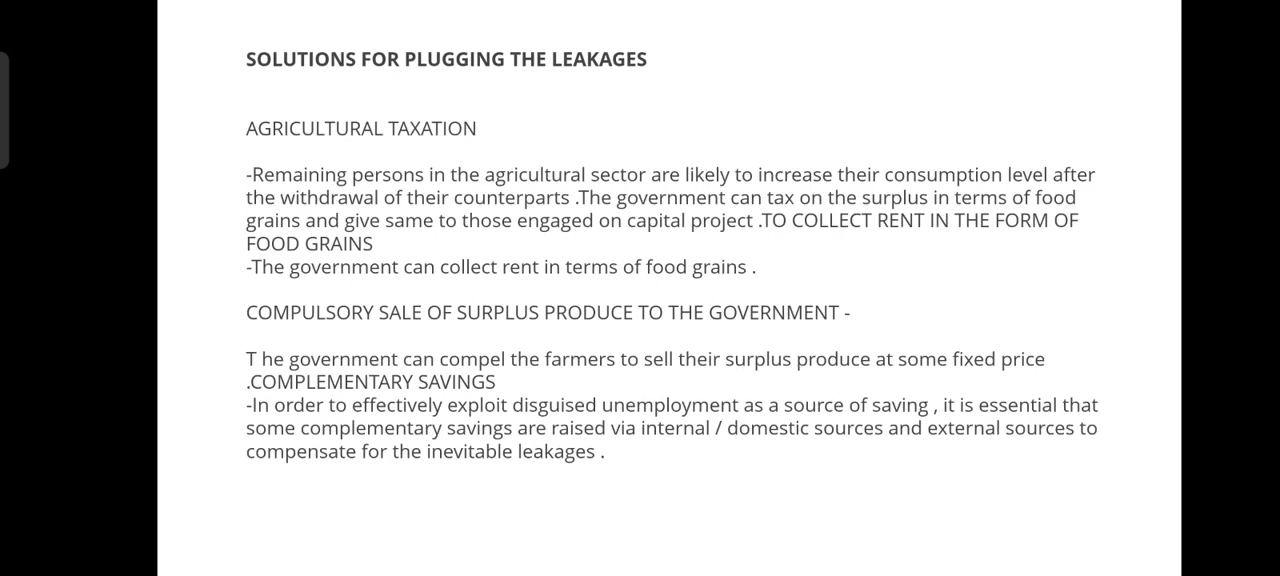 SOLUTIONS FOR PLUGGING THE LEAKAGES
AGRICULTURAL TAXATION
-Remaining persons in the agricultural sector are likely to increase their consumption level after
the withdrawal of their counterparts .The government can tax on the surplus in terms of food
grains and give same to those engaged on capital project .TO COLLECT RENT IN THE FORM OF
FOOD GRAINS
-The government can collect rent in terms of food grains .
COMPULSORY SALE OF SURPLUS PRODUCE TO THE GOVERNMENT -
T he government can compel the farmers to sell their surplus produce at some fixed price
.COMPLEMENTARY SAVINGS
-In order to effectively exploit disguised unemployment as a source of saving , it is essential that
some complementary savings are raised via internal / domestic sources and external sources to
compensate for the inevitable leakages .